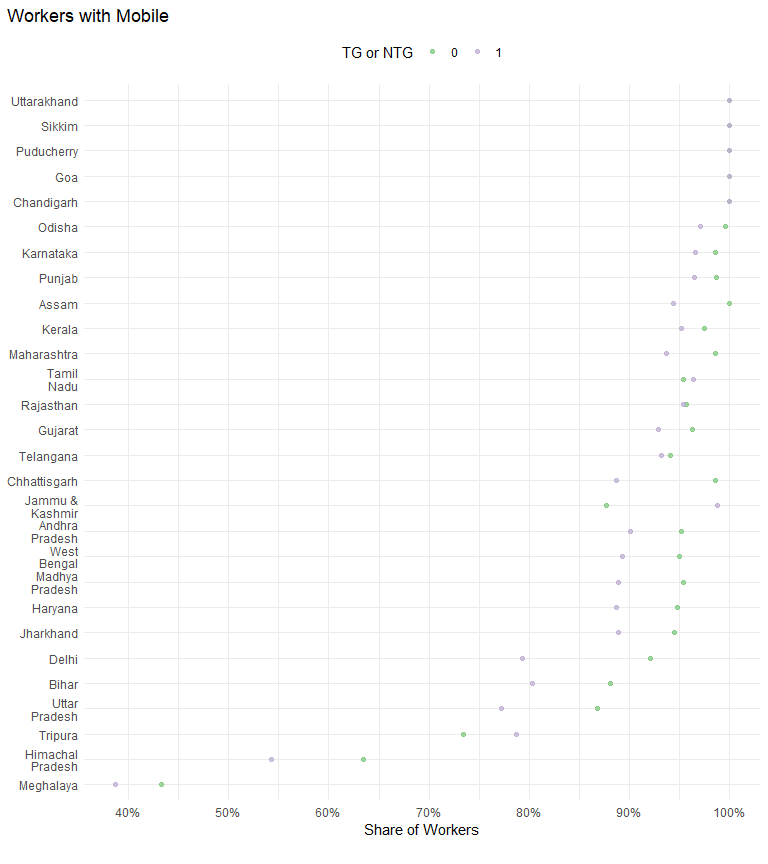 Workers with Mobile
TG or NTG 0 1
Uttarakhand
Sikkim
Puducherry
Goa
Chandigarh
Odisha
Karnataka
Punjab
Assam
Kerala
Maharashtra
Tamil
Nadu
Rajasthan
Gujarat
Telangana
Chhattisgarh
Jammu &
Kashmir
Andhra
Pradesh
West
Bengal
Madhya
Pradesh
Haryana
Jharkhand
Delhi
Bihar
Uttar
Pradesh
Tripura
Himachal
Pradesh
Meghalaya
40% 50% 60% 70% 80% 90% 100%
Share of Workers